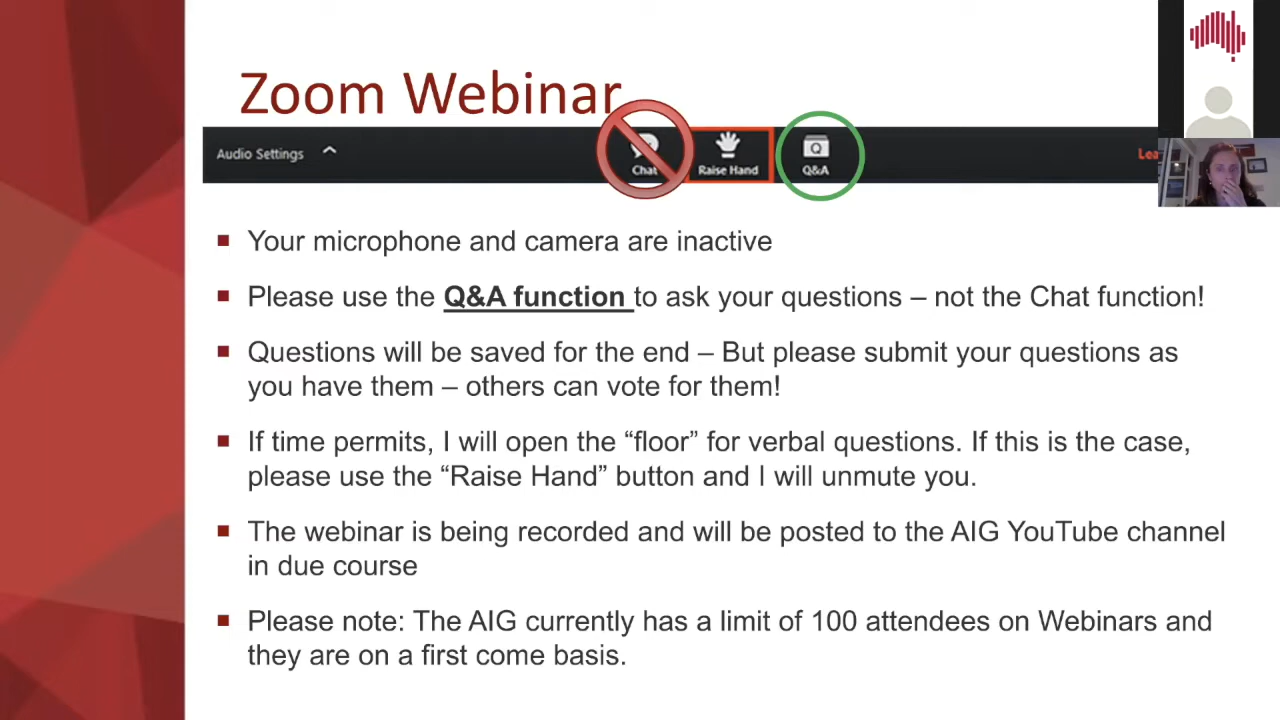 Zoom Webinar
Audio Settings
Chat
Raise Hand
Q&A
Your microphone and camera are inactive
Please use the Q&A function to ask your questions – not the Chat function!
Questions will be saved for the end – But please submit your questions as
you have them – others can vote for them!
If time permits, I will open the “floor” for verbal questions. If this is the case,
please use the “Raise Hand” button and I will unmute you.
The webinar is being recorded and will be posted to the AIG YouTube channel
in due course
Please note: The AIG currently has a limit of 100 attendees on Webinars and
they are on a first come basis.